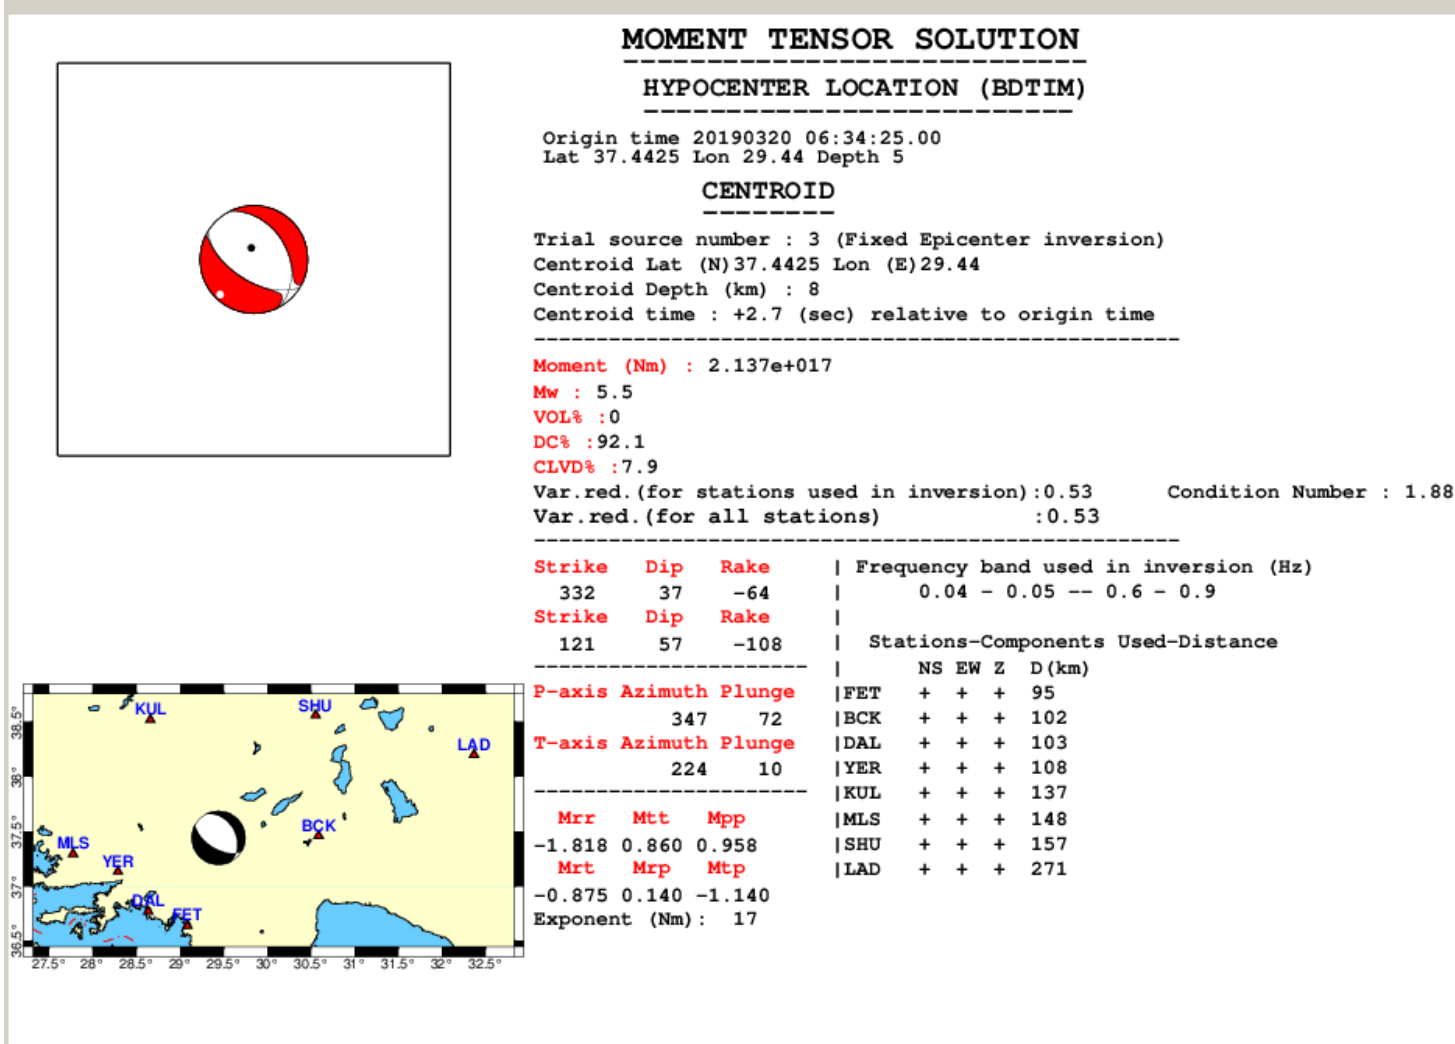 MOMENT TENSOR SOLUTION
HYPOCENTER LOCATION (BDTIM)
Origin time 20190320 06:34:25.00
Lat 37.4425 Lon 29.44 Depth 5
CENTROID
Trial source number : 3 (Fixed Epicenter inversion)
Centroid Lat (N)37.4425 Lon (E)29.44
Centroid Depth (km) : 8
Centroid time : +2.7 (sec) relative to origin time
Moment (Nm) : 2.137e+017
Mw : 5.5
VOL% :0
DC% :92.1
CLVD% :7.9
Var.red.(for stations used in inversion):0.53 Condition Number : 1.88
Var.red.(for all stations) :0.53
Strike Dip Rake
332 37 -64
Strike Dip Rake
121 57 -108
P-axis Azimuth Plunge
347 72
T-axis Azimuth Plunge
224 10
Mrr Mtt Mpp
-1.818 0.860 0.958
Mrt Mrp Mtp
-0.875 0.140 -1.140
Exponent (Nm): 17
| Frequency band used in inversion (Hz)
| 0.04 - 0.05 -- 0.6 - 0.9
|
| Stations-Components Used-Distance
| NS EW Z D(km)
|FET + + + 95
|BCK + + + 102
|DAL + + + 103
|YER + + + 108
|KUL + + + 137
|MLS + + + 148
|SHU + + + 157
|LAD + + + 271
KUL
SHU
LAD
BCK
MLS
YER
DAL
FET
38.5°
38°
37.5°
37°
36.5°
27.5° 28° 28.5° 29° 29.5° 30° 30.5° 31° 31.5° 32° 32.5°